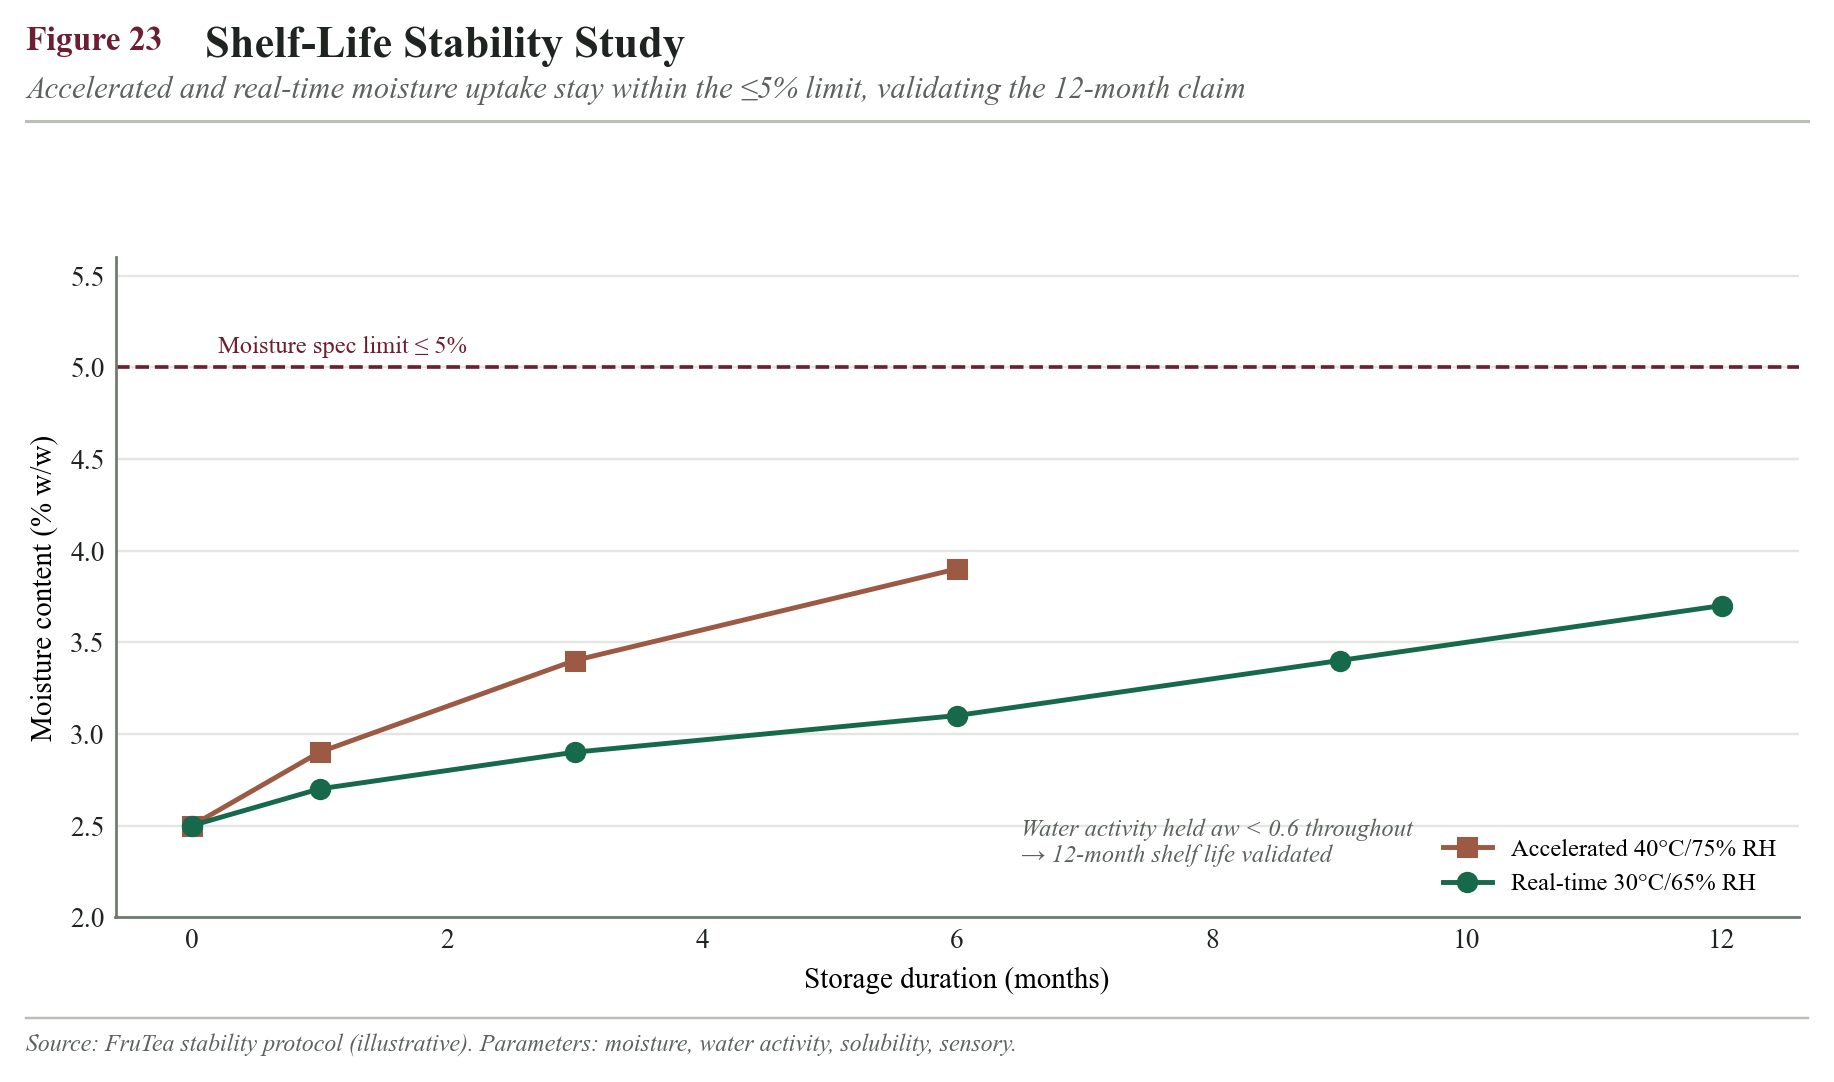 Figure 23 Shelf-Life Stability Study
Accelerated and real-time moisture uptake stay within the ≤5% limit, validating the 12-month claim
5.5
Moisture spec limit ≤ 5%
5.0
4.5
4.0
3.5
3.0
2.5
2.0
Moisture content (% w/w)
Water activity held aw < 0.6 throughout
→ 12-month shelf life validated
Accelerated 40°C/75% RH
Real-time 30°C/65% RH
0 2 4 6 8 10 12
Storage duration (months)
Source: FruTea stability protocol (illustrative). Parameters: moisture, water activity, solubility, sensory.